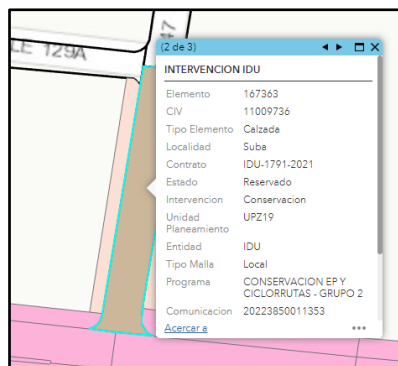 LE 129A
47
(2 de 3)
INTERVENCION IDU
Elemento 167363
CIV 11009736
Tipo Elemento Calzada
Localidad Suba
Contrato IDU-1791-2021
Estado Reservado
Intervencion Conservacion
Unidad Planeamiento UPZ19
Entidad IDU
Tipo Malla Local
Programa CONSERVACION EP Y
CICLORRUTAS - GRUPO 2
Comunicacion 20223850011353
Acercar a